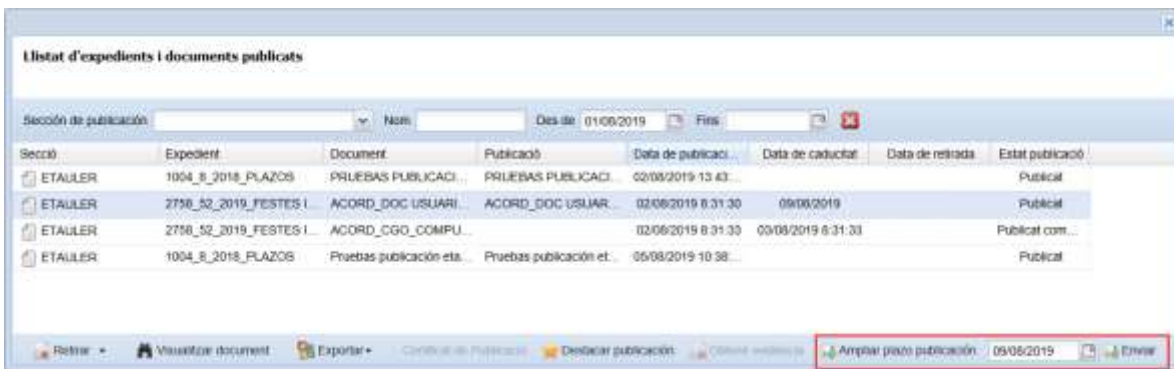 Llistat d'expedients i documents publicats
Sección de publicación Nom Des de 01/08/2019 Fins
Secció Expedient Document Publicació Data de publicaci... Data de caducitat Data de retirada Estat publicació
ETAULER 1004_8_2018_PLAZOS PRUEBAS PUBLICACI... PRUEBAS PUBLICACI... 02/08/2019 13:43:... Publicat
ETAULER 2758_52_2019_FESTES I... ACORD_DOC USUARI... ACORD_DOC USUAR... 02/08/2019 8:31:30 09/08/2019 Publicat
ETAULER 2758_52_2019_FESTES I... ACORD_CGO_COMPU... 02/08/2019 8:31:33 03/08/2019 8:31:33 Publicat com...
ETAULER 1004_8_2018_PLAZOS Pruebas publicación eta... Pruebas publicación et... 05/08/2019 10:38:... Publicat
Retirar Visualitzar document Exportar Certificat de Publicació Destacar publicación Obtenir evidencia Ampliar plazo publicación 09/08/2019 Enviar